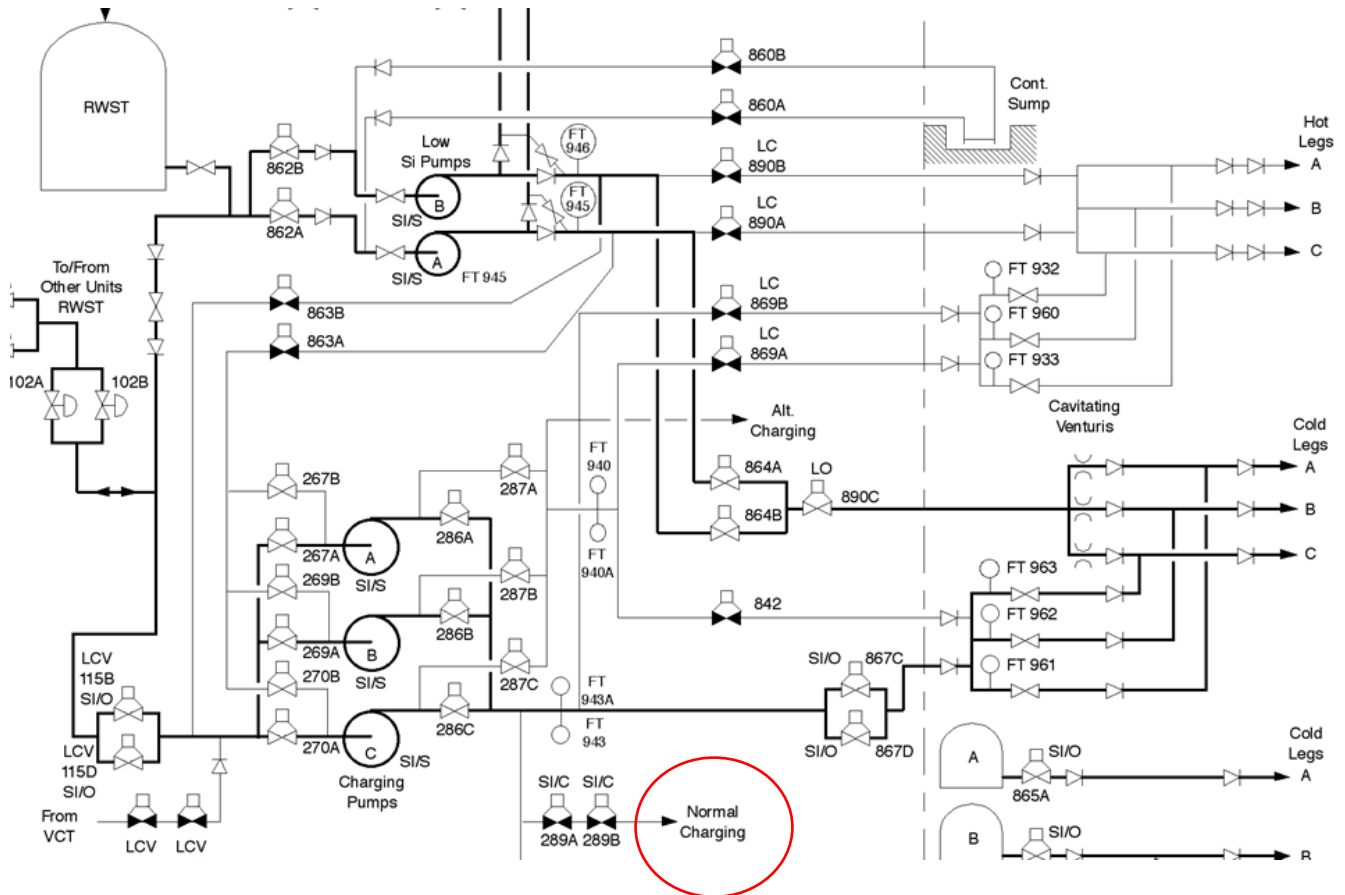 860B
Cont.
Sump
RWST
860A
Hot
Legs
Low
Si Pumps
FT
946
LC
890B
A
862B
FT
945
LC
890A
B
B
SI/S
862A
A
SI/S
FT 945
C
To/From
Other Units
RWST
863B
LC
869B
FT 932
863A
LC
869A
FT 960
FT 933
102A
102B
Alt.
Charging
Cavitating
Venturis
Cold
Legs
FT
940
267B
287A
864A
LO
890C
A
286A
864B
B
267A
A
SI/S
FT
940A
C
269B
287B
FT 963
842
286B
FT 962
269A
B
SI/S
LCV
115B
SI/O
270B
287C
SI/O
867C
FT 961
FT
943A
286C
FT
943
270A
C
SI/S
SI/O
867D
LCV
115D
SI/O
Charging
Pumps
A
SI/O
865A
Cold
Legs
A
From
VCT
LCV
LCV
SI/C
SI/C
289A
289B
Normal
Charging
B
SI/O
B